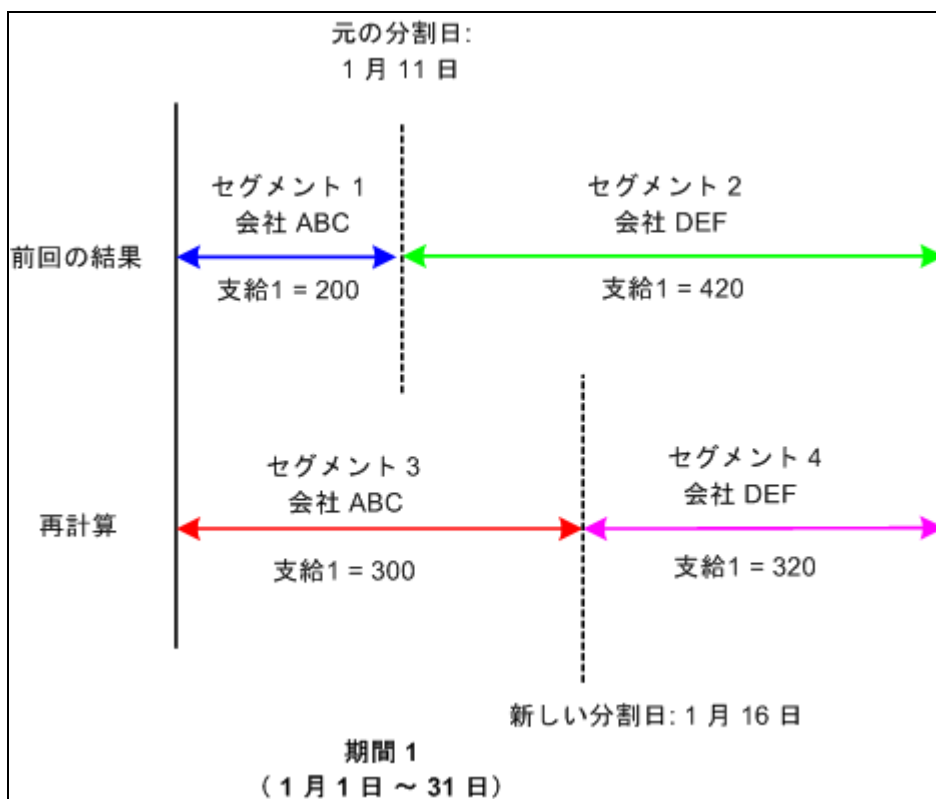 元の分割日:
1 月 11 日
セグメント 1
会社 ABC
セグメント 2
会社 DEF
前回の結果
支給1 = 200
支給1 = 420
セグメント 3
会社 ABC
セグメント 4
会社 DEF
再計算
支給1 = 300
支給1 = 320
新しい分割日: 1 月 16 日
期間 1
( 1 月 1 日 ～ 31 日)